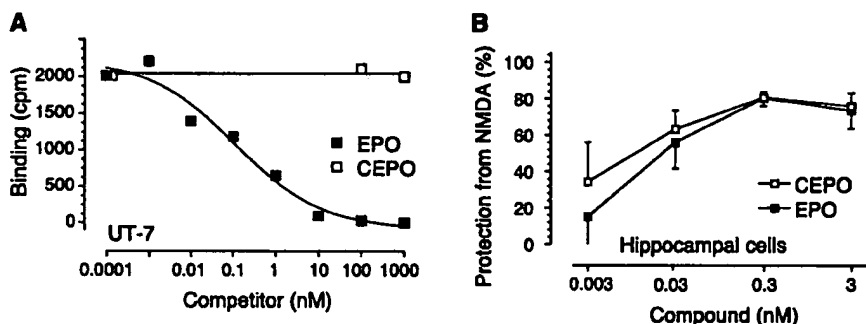 A
Binding (cpm)
2000
1500
1000
500
0
EPO
CEPO
UT-7
0.0001 0.01 0.1 1 10 100 1000
Competitor (nM)
B
Protection from NMDA (%)
100
80
60
40
20
0
CEPO
EPO
Hippocampal cells
0.003 0.03 0.3 3
Compound (nM)